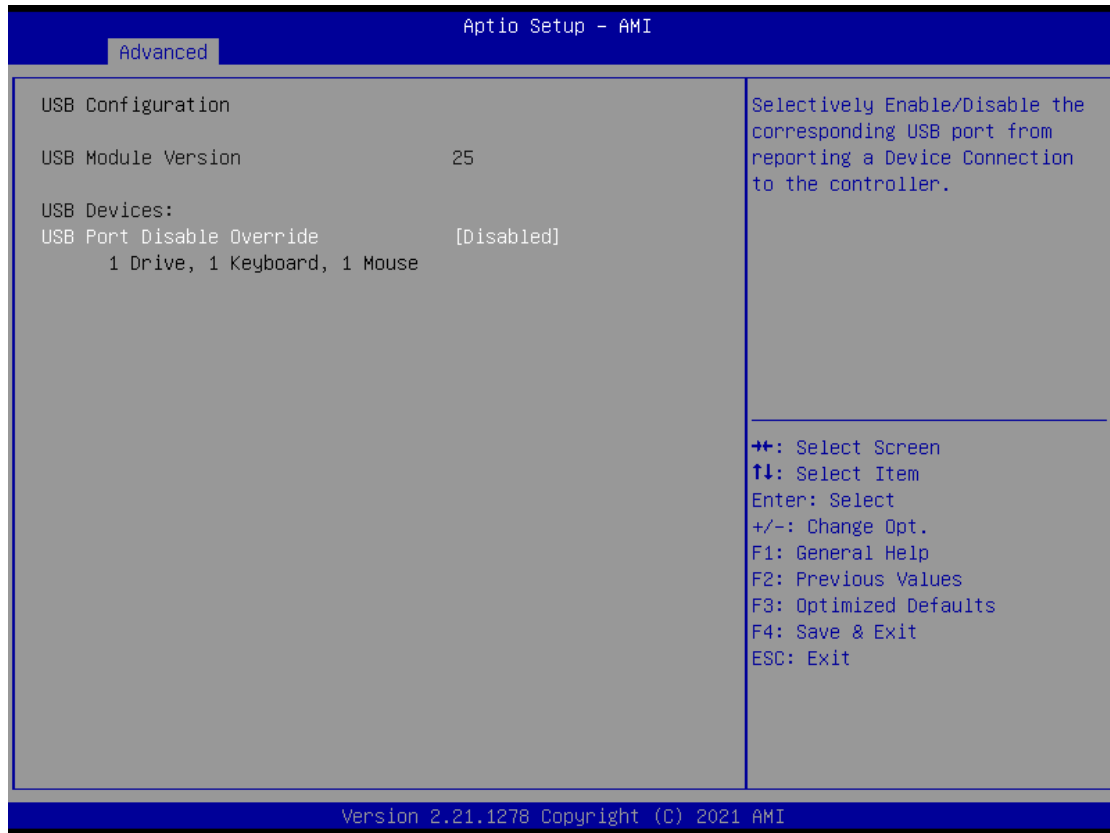 Aptio Setup – AMI
Advanced
USB Configuration
USB Module Version 25
USB Devices:
USB Port Disable Override [Disabled]
1 Drive, 1 Keyboard, 1 Mouse
Selectively Enable/Disable the
corresponding USB port from
reporting a Device Connection
to the controller.
→←: Select Screen
↑↓: Select Item
Enter: Select
+/-: Change Opt.
F1: General Help
F2: Previous Values
F3: Optimized Defaults
F4: Save & Exit
ESC: Exit
Version 2.21.1278 Copyright (C) 2021 AMI